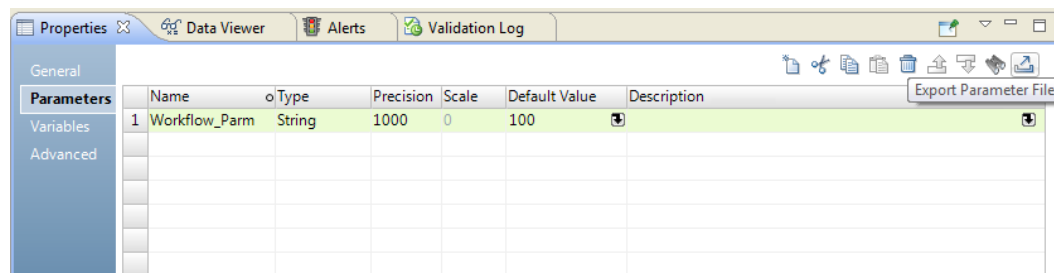 Properties Data Viewer Alerts Validation Log
General
Parameters
Variables
Advanced
Export Parameter File
Name Type Precision Scale Default Value Description
1 Workflow_Parm String 1000 0 100